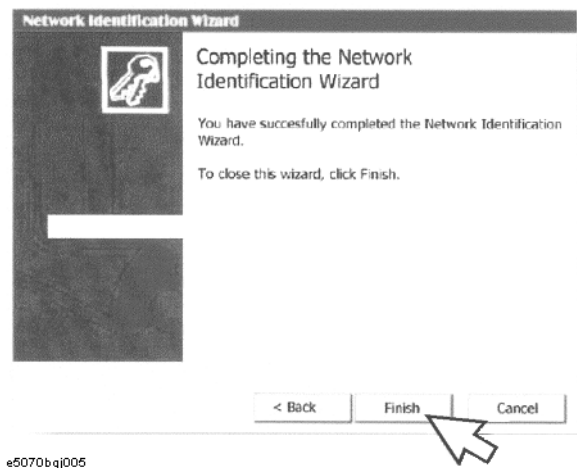 Network Identification Wizard
Completing the Network
Identification Wizard
You have succesfully completed the Network Identification
Wizard.
To close this wizard, click Finish.
< Back
Finish
Cancel
e5070bqj005